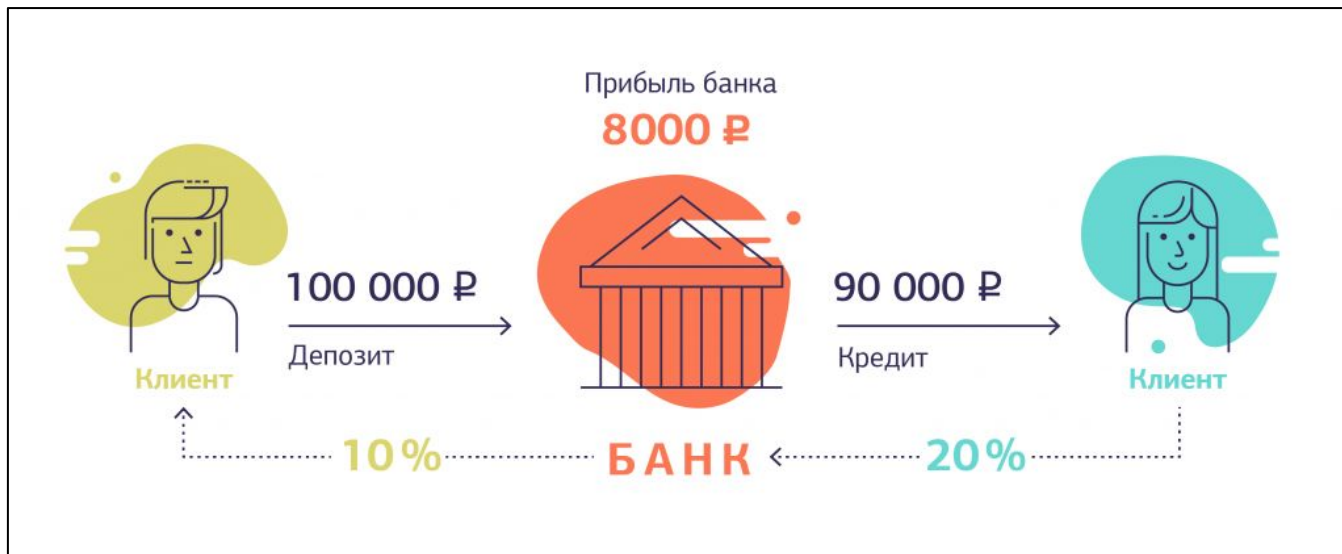 Прибыль банка
8000 ₽
100 000 ₽
Депозит
90 000 ₽
Кредит
Клиент
Клиент
10%
БАНК
20%